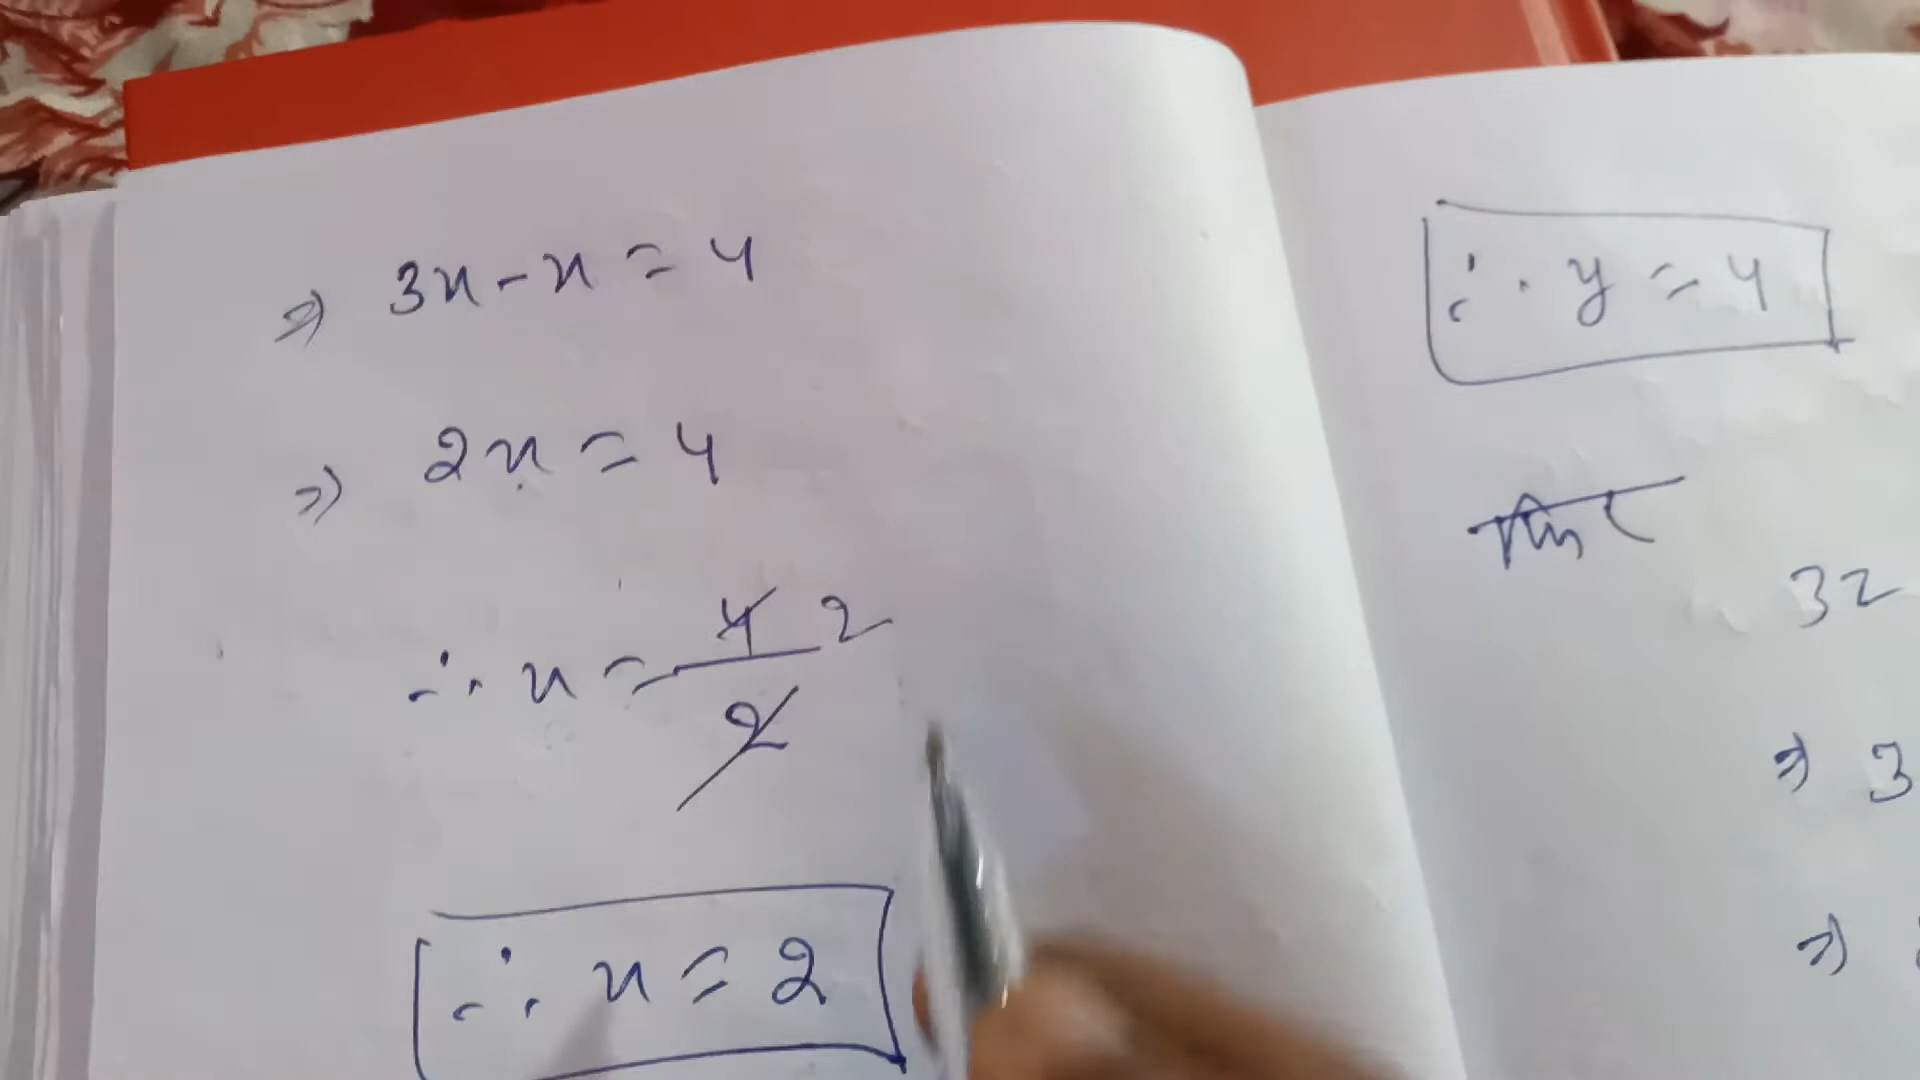 ⇒ 3x - x = 4
⇒ 2x = 4
∴ x = 4/2 2
∴ x = 2
∴ y = 4
32
⇒ 3
⇒